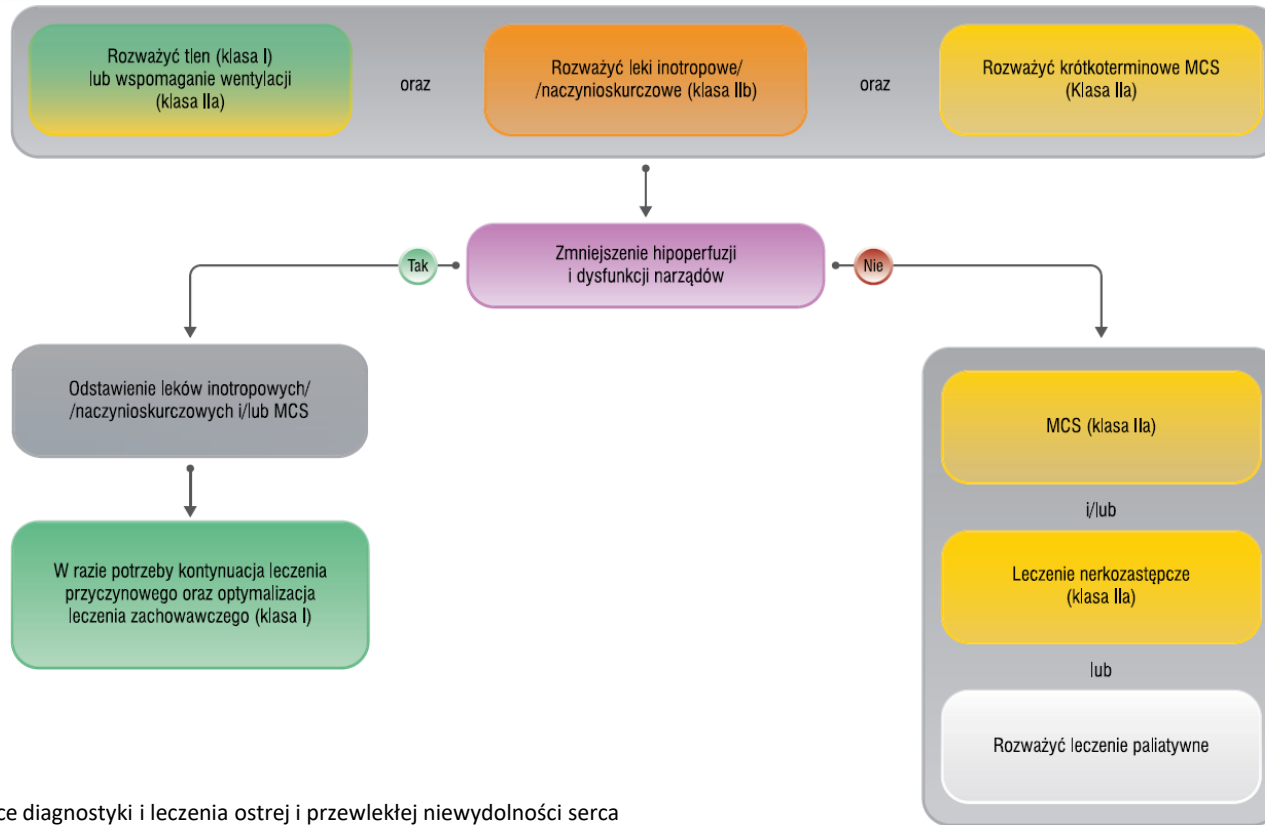 Rozważyć tlen (klasa I)
lub wspomaganie wentylacji
(klasa IIa)
oraz
Rozważyć leki inotropowe/
/naczynioskurczowe (klasa IIb)
oraz
Rozważyć krótkoterminowe MCS
(Klasa IIa)
Zmniejszenie hipoperfuzji
i dysfunkcji narządów
Tak
Nie
Odstawienie leków inotropowych/
/naczynioskurczowych i/lub MCS
W razie potrzeby kontynuacja leczenia
przyczynowego oraz optymalizacja
leczenia zachowawczego (klasa I)
MCS (klasa IIa)
i/lub
Leczenie nerkozastępcze
(klasa IIa)
lub
Rozważyć leczenie paliatywne
diagnostyki i leczenia ostrej i przewlekłej niewydolności serca